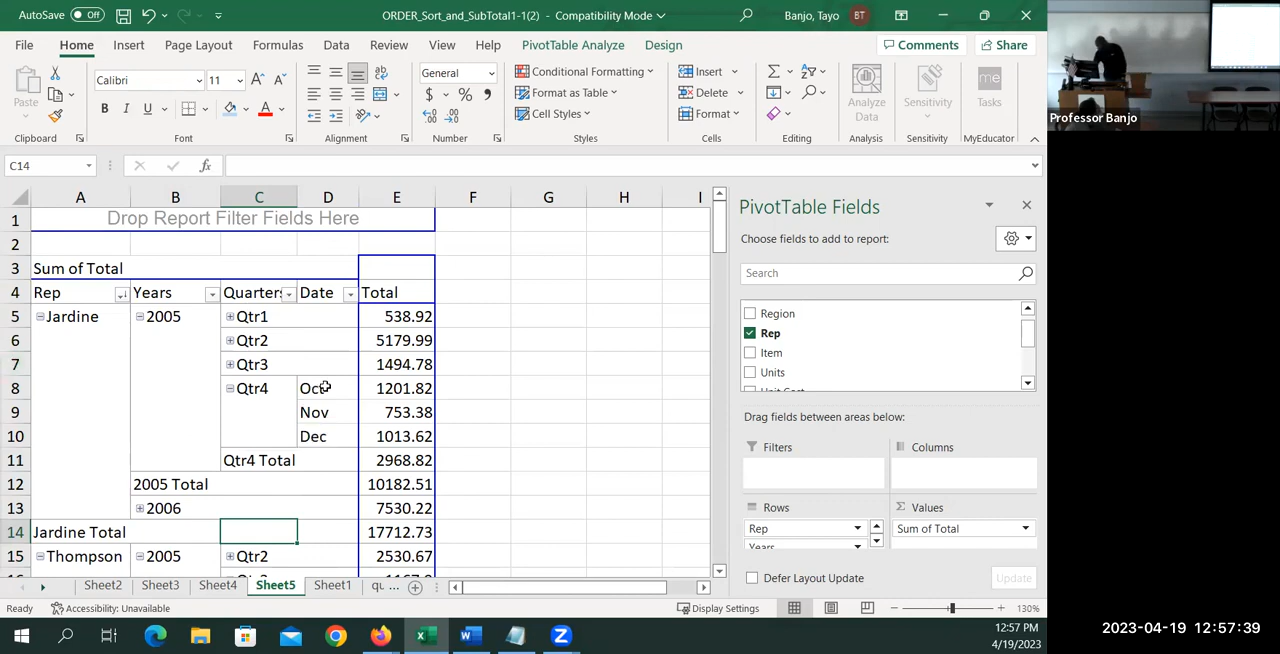 AutoSave Off ORDER_Sort_and_SubTotal1-1(2) - Compatibility Mode Banjo, Tayo BT
File Home Insert Page Layout Formulas Data Review View Help PivotTable Analyze Design Comments Share
Paste Calibri 11 A A ab General Conditional Formatting Insert Analyze Data Sensitivity Tasks
B I U A $ % Format as Table Delete
Cell Styles Format
Clipboard Font Alignment Number Styles Cells Editing Analysis Sensitivity MyEducator
C14 fx
A B C D E F G H I
1 Drop Report Filter Fields Here
2
3 Sum of Total
4 Rep Years Quarters Date Total
5 Jardine 2005 Qtr1 538.92
6 Qtr2 5179.99
7 Qtr3 1494.78
8 Qtr4 Oct 1201.82
9 Nov 753.38
10 Dec 1013.62
11 Qtr4 Total 2968.82
12 2005 Total 10182.51
13 2006 7530.22
14 Jardine Total 17712.73
15 Thompson 2005 Qtr2 2530.67
Sheet2 Sheet3 Sheet4 Sheet5 Sheet1 qu ...
Ready Accessibility: Unavailable Display Settings 130%
PivotTable Fields
Choose fields to add to report:
Search
Region
Rep
Item
Units
Unit Cost
Drag fields between areas below:
Filters Columns
Rows Values
Rep Sum of Total
Years
Defer Layout Update Update
12:57 PM
4/19/2023
Professor Banjo
2023-04-19 12:57:39